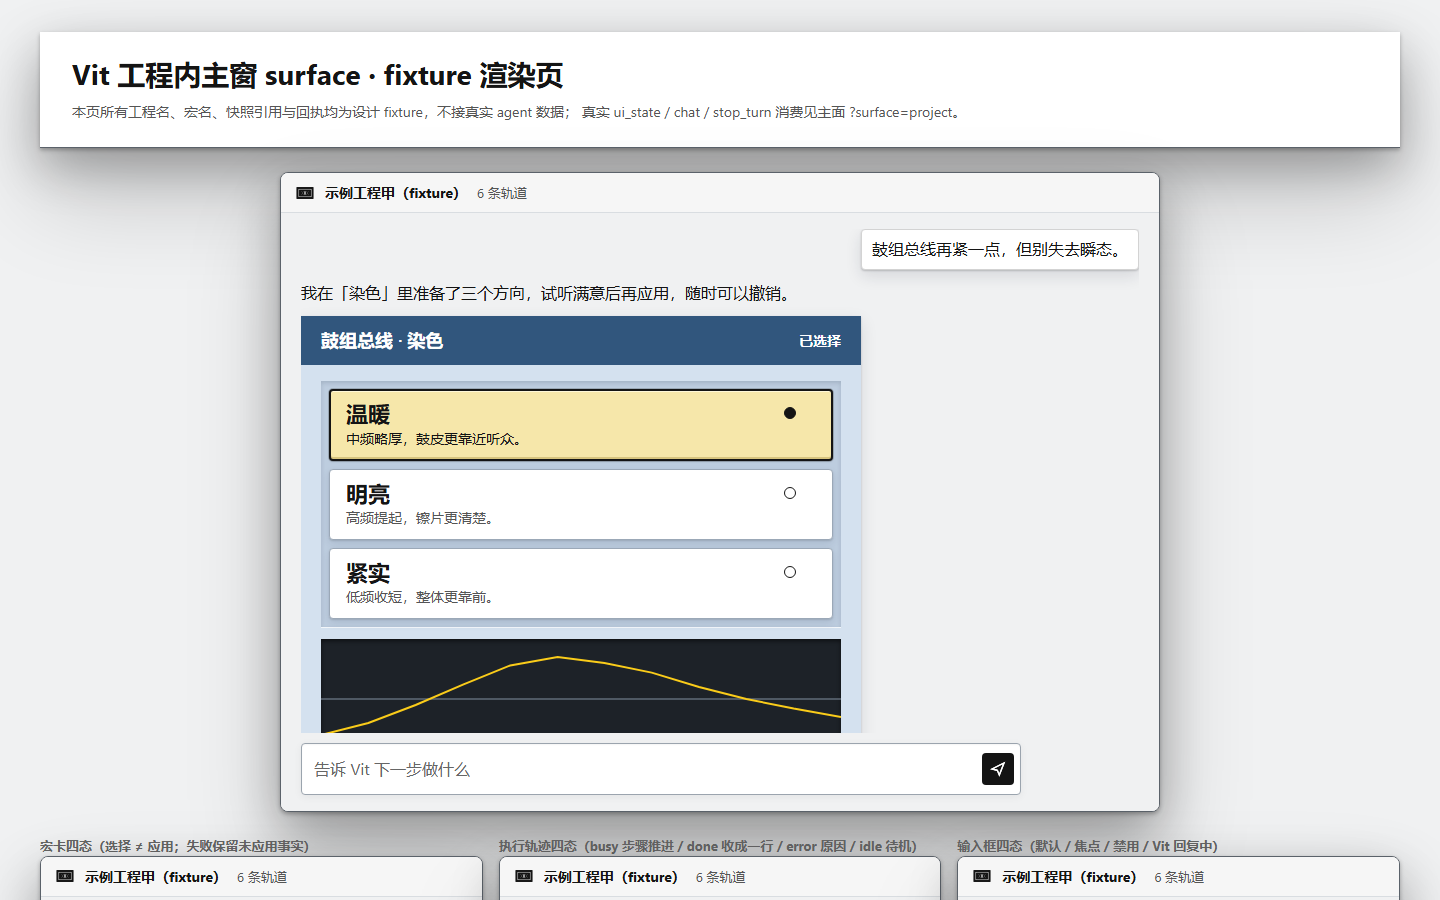 Vit 工程内主窗 surface · fixture 渲染页
本页所有工程名、宏名、快照引用与回执均为设计 fixture，不接真实 agent 数据； 真实 ui_state / chat / stop_turn 消费见主面 ?surface=project。
示例工程甲（fixture） 6 条轨道
鼓组总线再紧一点，但别失去瞬态。
我在「染色」里准备了三个方向，试听满意后再应用，随时可以撤销。
鼓组总线 · 染色 已选择
温暖
中频略厚，鼓皮更靠近听众。
明亮
高频提起，镲片更清楚。
紧实
低频收短，整体更靠前。
告诉 Vit 下一步做什么
宏卡四态（选择 ≠ 应用；失败保留未应用事实） 执行轨迹四态（busy 步骤推进 / done 收成一行 / error 原因 / idle 待机） 输入框四态（默认 / 焦点 / 禁用 / Vit 回复中）
示例工程甲（fixture） 6 条轨道 示例工程甲（fixture） 6 条轨道 示例工程甲（fixture） 6 条轨道